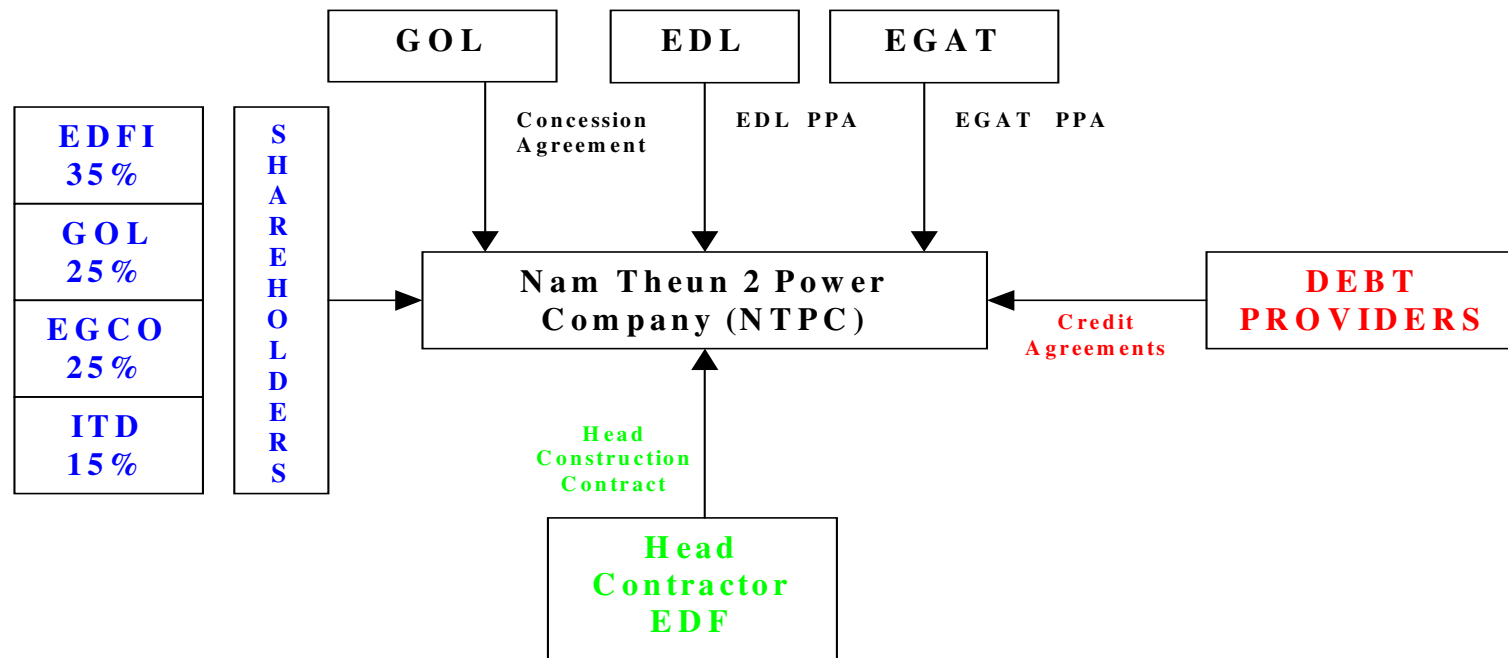 GOL
EDL
EGAT
Concession
Agreement
EDL PPA
EGAT PPA
EDFI
35%
GOL
25%
EGCO
25%
ITD
15%
SHAREHOLDERS
Nam Theun 2 Power
Company (NTPC)
Credit
Agreements
DEBT
PROVIDERS
Head
Construction
Contract
Head
Contractor
EDF